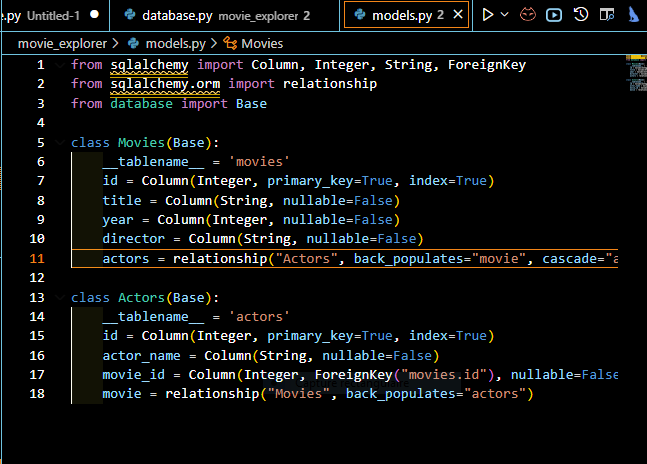 e.py Untitled-1
database.py movie_explorer 2
models.py 2
movie_explorer > models.py > Movies
1 from sqlalchemy import Column, Integer, String, ForeignKey
2 from sqlalchemy.orm import relationship
3 from database import Base
4
5 class Movies(Base):
6 __tablename__ = 'movies'
7 id = Column(Integer, primary_key=True, index=True)
8 title = Column(String, nullable=False)
9 year = Column(Integer, nullable=False)
10 director = Column(String, nullable=False)
11 actors = relationship("Actors", back_populates="movie", cascade="a
12
13 class Actors(Base):
14 __tablename__ = 'actors'
15 id = Column(Integer, primary_key=True, index=True)
16 actor_name = Column(String, nullable=False)
17 movie_id = Column(Integer, ForeignKey("movies.id"), nullable=False
18 movie = relationship("Movies", back_populates="actors")